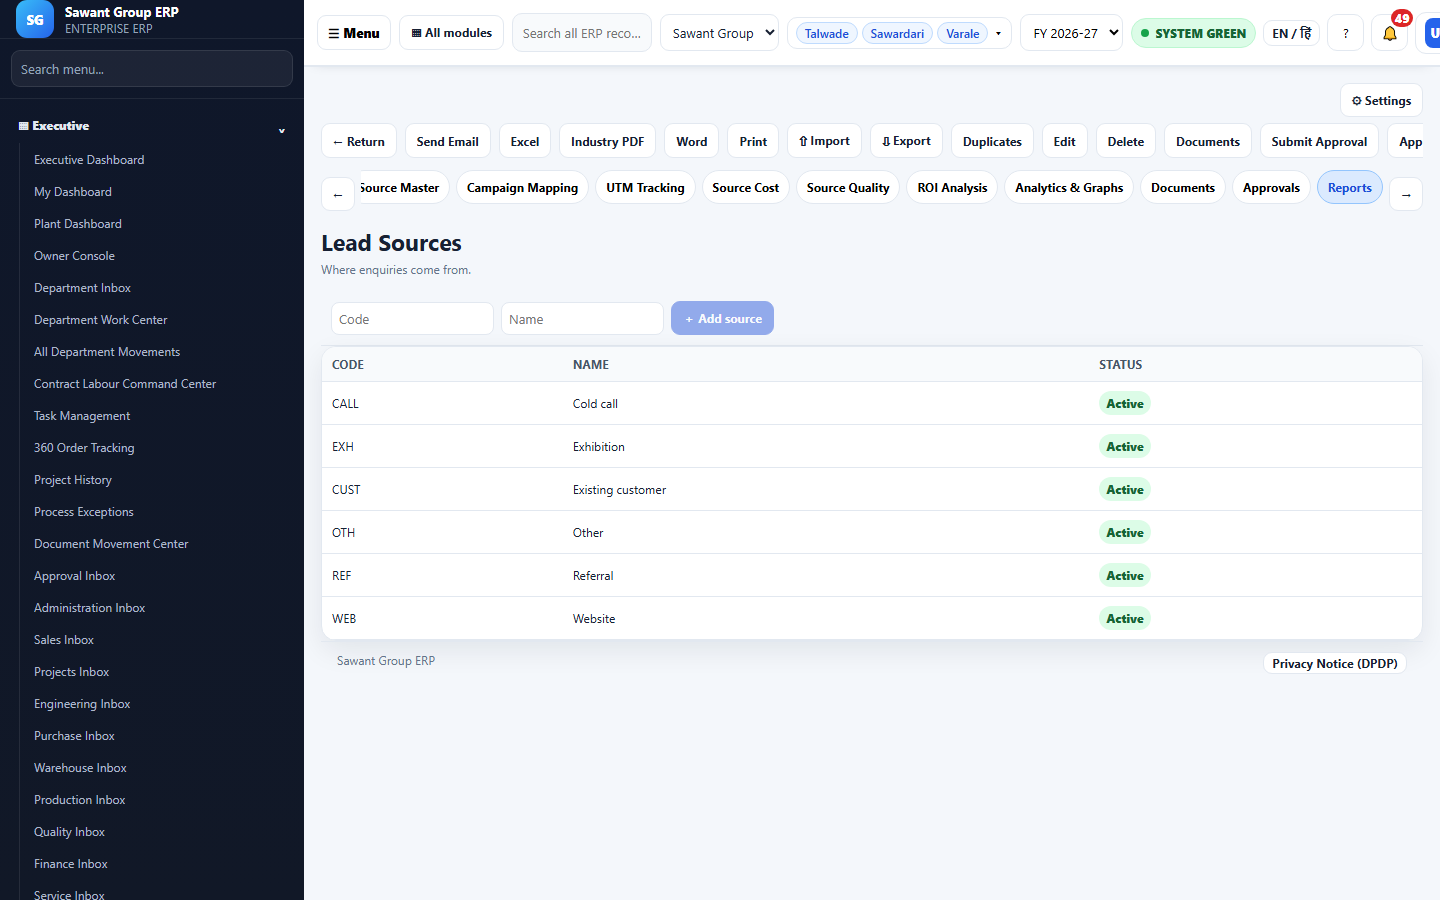 SG
Sawant Group ERP
ENTERPRISE ERP
Search menu...
Executive
Executive Dashboard
My Dashboard
Plant Dashboard
Owner Console
Department Inbox
Department Work Center
All Department Movements
Contract Labour Command Center
Task Management
360 Order Tracking
Project History
Process Exceptions
Document Movement Center
Approval Inbox
Administration Inbox
Sales Inbox
Projects Inbox
Engineering Inbox
Purchase Inbox
Warehouse Inbox
Production Inbox
Quality Inbox
Finance Inbox
Service Inbox
☰ Menu
All modules
Search all ERP reco...
Sawant Group
Talwade Sawardari Varale
FY 2026-27
SYSTEM GREEN
EN / हिं
?
49
U
⚙ Settings
← Return
Send Email
Excel
Industry PDF
Word
Print
⇧ Import
⇩ Export
Duplicates
Edit
Delete
Documents
Submit Approval
App
←
Source Master
Campaign Mapping
UTM Tracking
Source Cost
Source Quality
ROI Analysis
Analytics & Graphs
Documents
Approvals
Reports
→
Lead Sources
Where enquiries come from.
Code
Name
+ Add source
CODE NAME STATUS
CALL Cold call Active
EXH Exhibition Active
CUST Existing customer Active
OTH Other Active
REF Referral Active
WEB Website Active
Sawant Group ERP
Privacy Notice (DPDP)